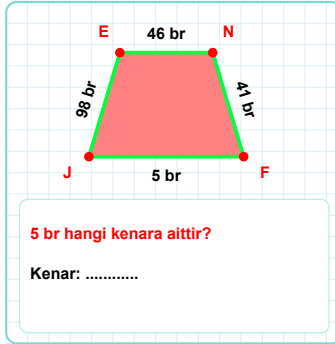 E 46 br N
98 br
41 br
J 5 br F
5 br hangi kenara aittir?
Kenar: ............